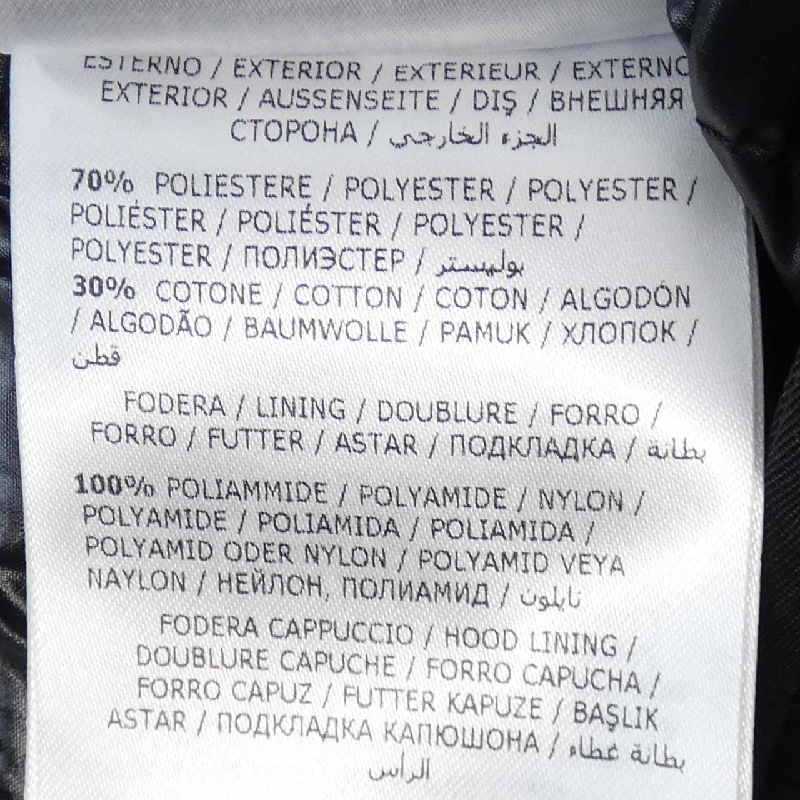 ESTERNO / EXTERIOR / EXTERIEUR / EXTERNO
EXTERIOR / AUSSENSEITE / DIŞ / ВНЕШНЯЯ
СТОРОНА / الجزء الخارجي
70% POLIESTERE / POLYESTER / POLYESTER /
POLIÉSTER / POLIÉSTER / POLYESTER /
POLYESTER / ПОЛИЭСТЕР / بوليستر
30% COTONE / COTTON / COTON / ALGODÓN
/ ALGODÃO / BAUMWOLLE / PAMUK / ХЛОПОК /
قطن
FODERA / LINING / DOUBLURE / FORRO /
FORRO / FUTTER / ASTAR / ПОДКЛАДКА / بطانة
100% POLIAMMIDE / POLYAMIDE / NYLON /
POLYAMIDE / POLIAMIDA / POLIAMIDA /
POLYAMID ODER NYLON / POLYAMID VEYA
NAYLON / НЕЙЛОН, ПОЛИАМИД / نايلون
FODERA CAPPUCCIO / HOOD LINING /
DOUBLURE CAPUCHE / FORRO CAPUCHA /
FORRO CAPUZ / FUTTER KAPUZE / BAŞLIK
ASTAR / ПОДКЛАДКА КАПЮШОНА / بطانة غطاء
الرأس